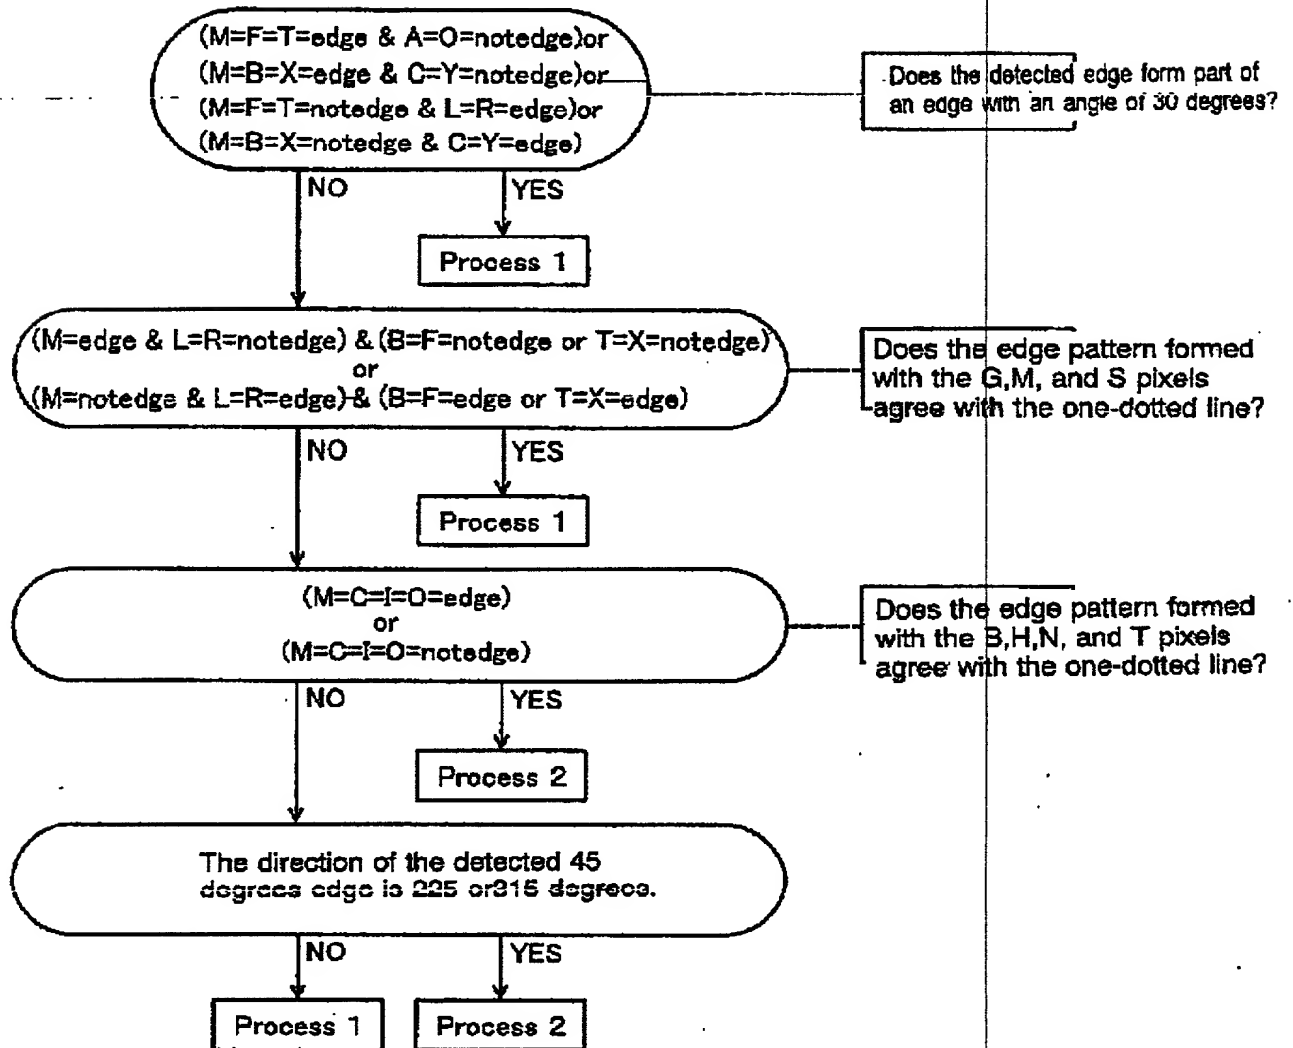 (M=F=T=edge & A=O=notedge)or
(M=B=X=edge & C=Y=notedge)or
(M=F=T=notedge & L=R=edge)or
(M=B=X=notedge & C=Y=edge)
Does the detected edge form part of
an edge with an angle of 30 degrees?
NO
YES
Process 1
(M=edge & L=R=notedge) & (B=F=notedge or T=X=notedge)
or
(M=notedge & L=R=edge) & (B=F=edge or T=X=edge)
Does the edge pattern formed
with the G,M, and S pixels
agree with the one-dotted line?
NO
YES
Process 1
(M=C=I=O=edge)
or
(M=C=I=O=notedge)
Does the edge pattern formed
with the B,H,N, and T pixels
agree with the one-dotted line?
NO
YES
Process 2
The direction of the detected 45
degrees edge is 225 or315 degrees.
NO
YES
Process 1
Process 2